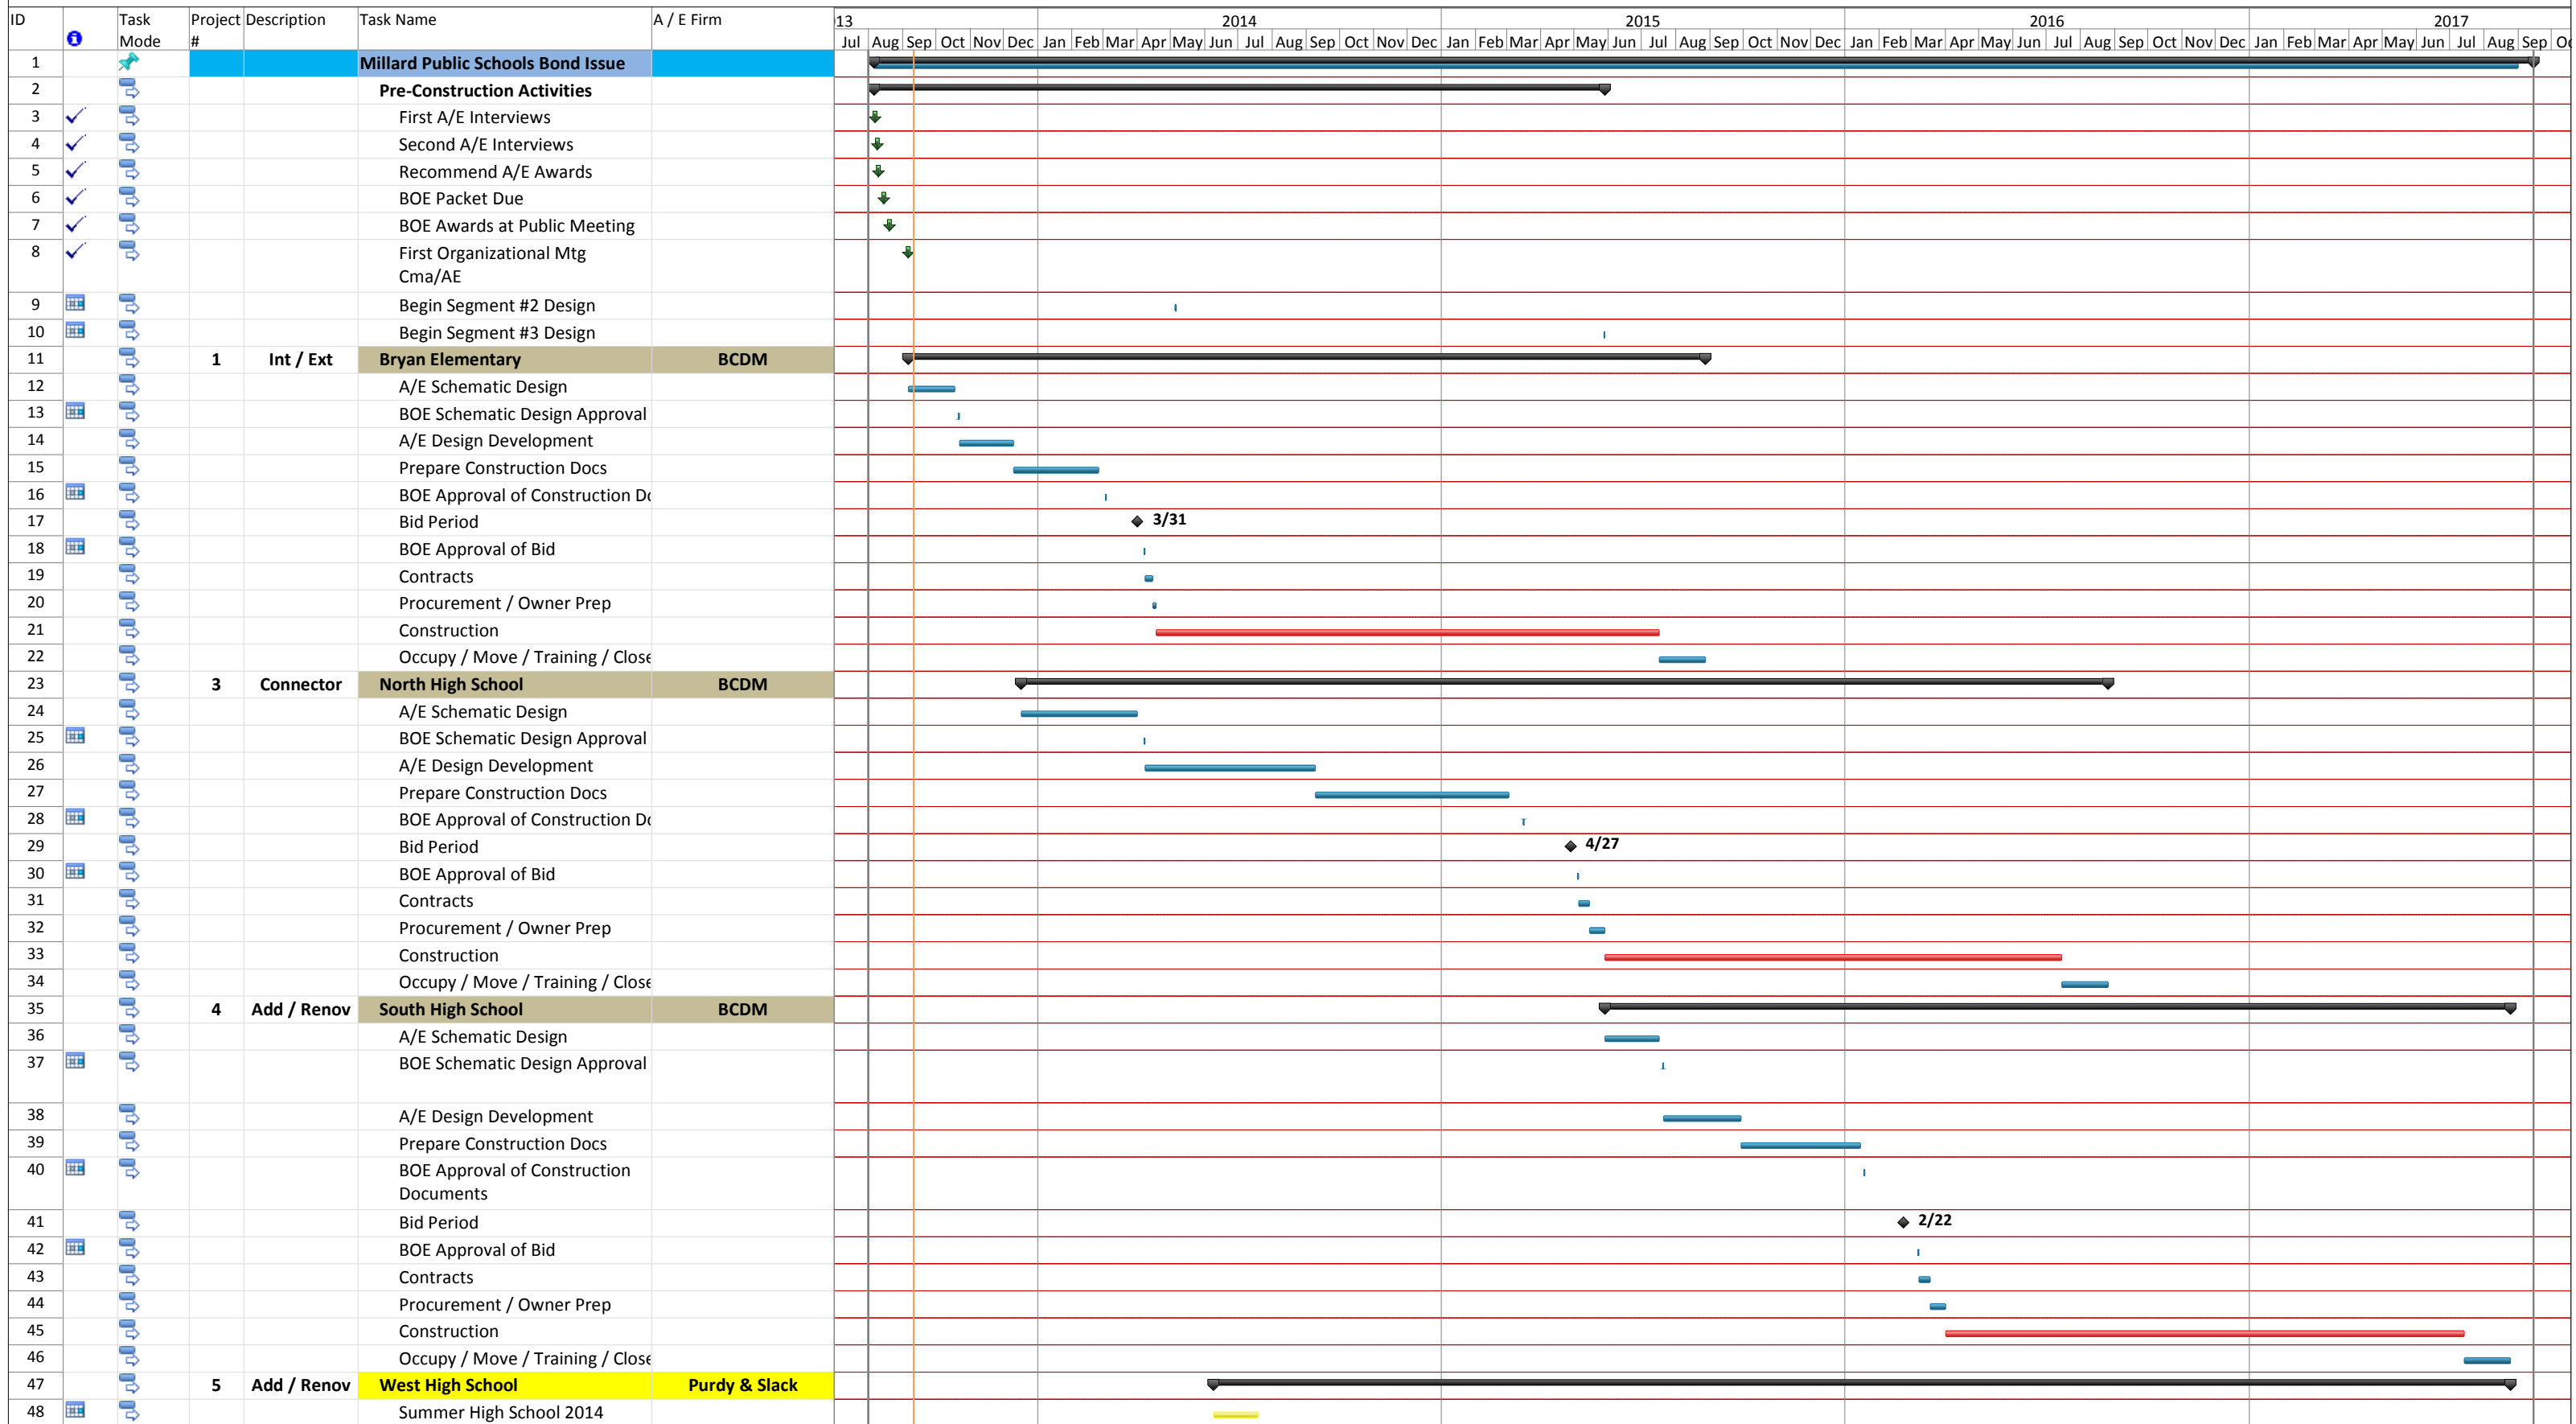 ID Task Mode Project # Description Task Name A / E Firm
13 2014 2015 2016 2017
Jul Aug Sep Oct Nov Dec Jan Feb Mar Apr May Jun Jul Aug Sep Oct Nov Dec Jan Feb Mar Apr May Jun Jul Aug Sep Oct Nov Dec Jan Feb Mar Apr May Jun Jul Aug Sep Oct Nov Dec Jan Feb Mar Apr May Jun Jul Aug Sep Oc
1 Millard Public Schools Bond Issue
2 Pre-Construction Activities
3 First A/E Interviews
4 Second A/E Interviews
5 Recommend A/E Awards
6 BOE Packet Due
7 BOE Awards at Public Meeting
8 First Organizational Mtg
Cma/AE
9 Begin Segment #2 Design
10 Begin Segment #3 Design
11 1 Int / Ext Bryan Elementary BCDM
12 A/E Schematic Design
13 BOE Schematic Design Approval
14 A/E Design Development
15 Prepare Construction Docs
16 BOE Approval of Construction Do
17 Bid Period 3/31
18 BOE Approval of Bid
19 Contracts
20 Procurement / Owner Prep
21 Construction
22 Occupy / Move / Training / Close
23 3 Connector North High School BCDM
24 A/E Schematic Design
25 BOE Schematic Design Approval
26 A/E Design Development
27 Prepare Construction Docs
28 BOE Approval of Construction Do
29 Bid Period 4/27
30 BOE Approval of Bid
31 Contracts
32 Procurement / Owner Prep
33 Construction
34 Occupy / Move / Training / Close
35 4 Add / Renov South High School BCDM
36 A/E Schematic Design
37 BOE Schematic Design Approval
38 A/E Design Development
39 Prepare Construction Docs
40 BOE Approval of Construction
Documents
41 Bid Period 2/22
42 BOE Approval of Bid
43 Contracts
44 Procurement / Owner Prep
45 Construction
46 Occupy / Move / Training / Close
47 5 Add / Renov West High School Purdy & Slack
48 Summer High School 2014